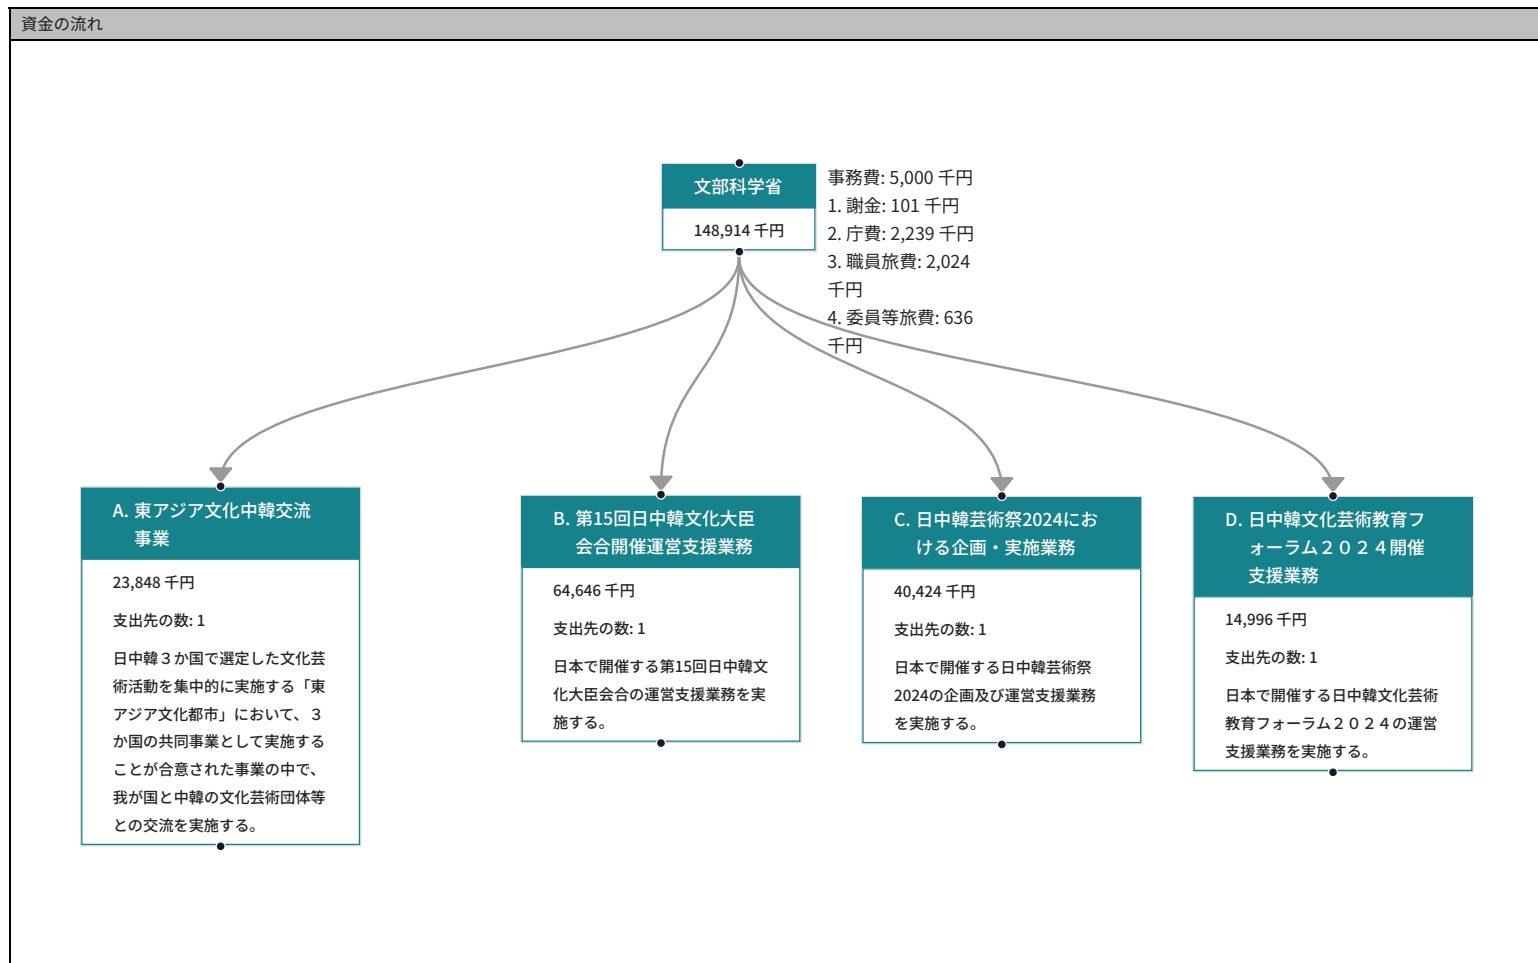 資金の流れ
文部科学省
148,914 千円
事務費: 5,000 千円
1. 謝金: 101 千円
2. 庁費: 2,239 千円
3. 職員旅費: 2,024
千円
4. 委員等旅費: 636
千円
A. 東アジア文化中韓交流
事業
23,848 千円
支出先の数: 1
日中韓３か国で選定した文化芸
術活動を集中的に実施する「東
アジア文化都市」において、３
か国の共同事業として実施する
ことが合意された事業の中で、
我が国と中韓の文化芸術団体等
との交流を実施する。
B. 第15回日中韓文化大臣
会合開催運営支援業務
64,646 千円
支出先の数: 1
日本で開催する第15回日中韓文
化大臣会合の運営支援業務を実
施する。
C. 日中韓芸術祭2024にお
ける企画・実施業務
40,424 千円
支出先の数: 1
日本で開催する日中韓芸術祭
2024の企画及び運営支援業務
を実施する。
D. 日中韓文化芸術教育フ
ォーラム２０２４開催
支援業務
14,996 千円
支出先の数: 1
日本で開催する日中韓文化芸術
教育フォーラム２０２４の運営
支援業務を実施する。